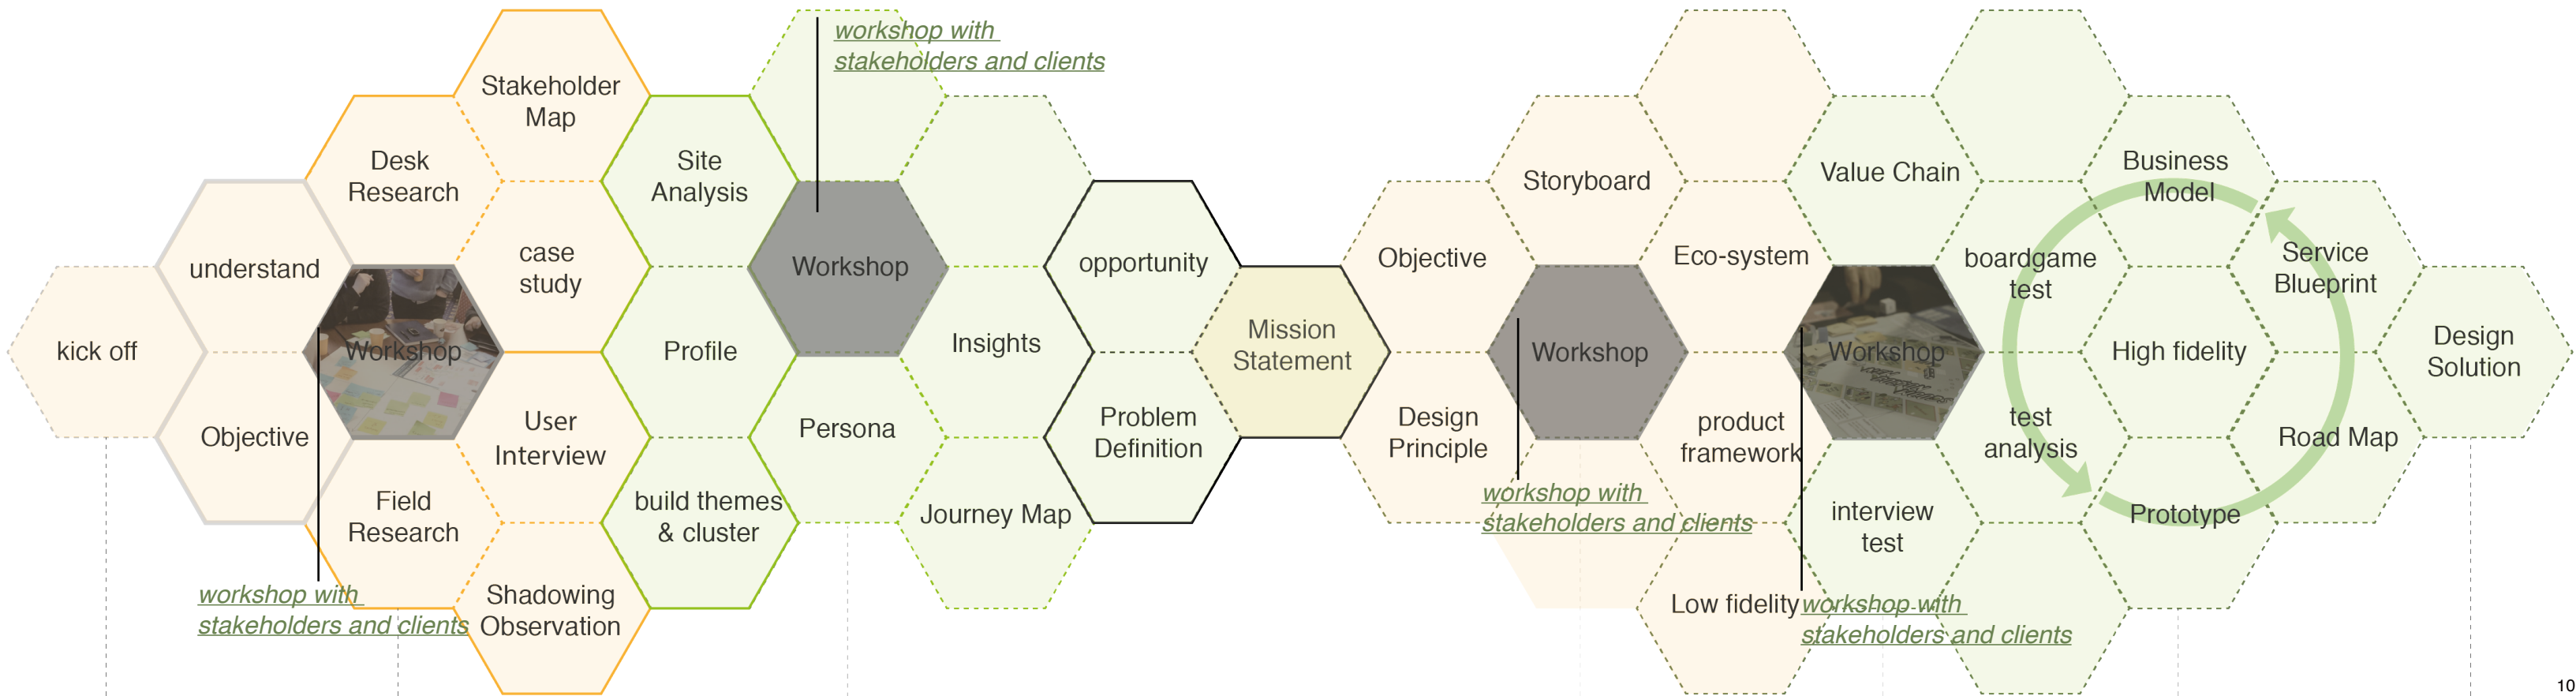 kick off
understand
Objective
Desk
Research
Workshop
Field
Research
workshop with
stakeholders and clients
Stakeholder
Map
case
study
User
Interview
Shadowing
Observation
Site
Analysis
Profile
build themes
& cluster
workshop with
stakeholders and clients
Workshop
Persona
Insights
Journey Map
opportunity
Problem
Definition
Mission
Statement
Objective
Design
Principle
Storyboard
Workshop
workshop with
stakeholders and clients
Eco-system
product
framework
Low fidelity
Value Chain
Workshop
interview
test
workshop with
stakeholders and clients
boardgame
test
test
analysis
Business
Model
High fidelity
Prototype
Service
Blueprint
Road Map
Design
Solution
10